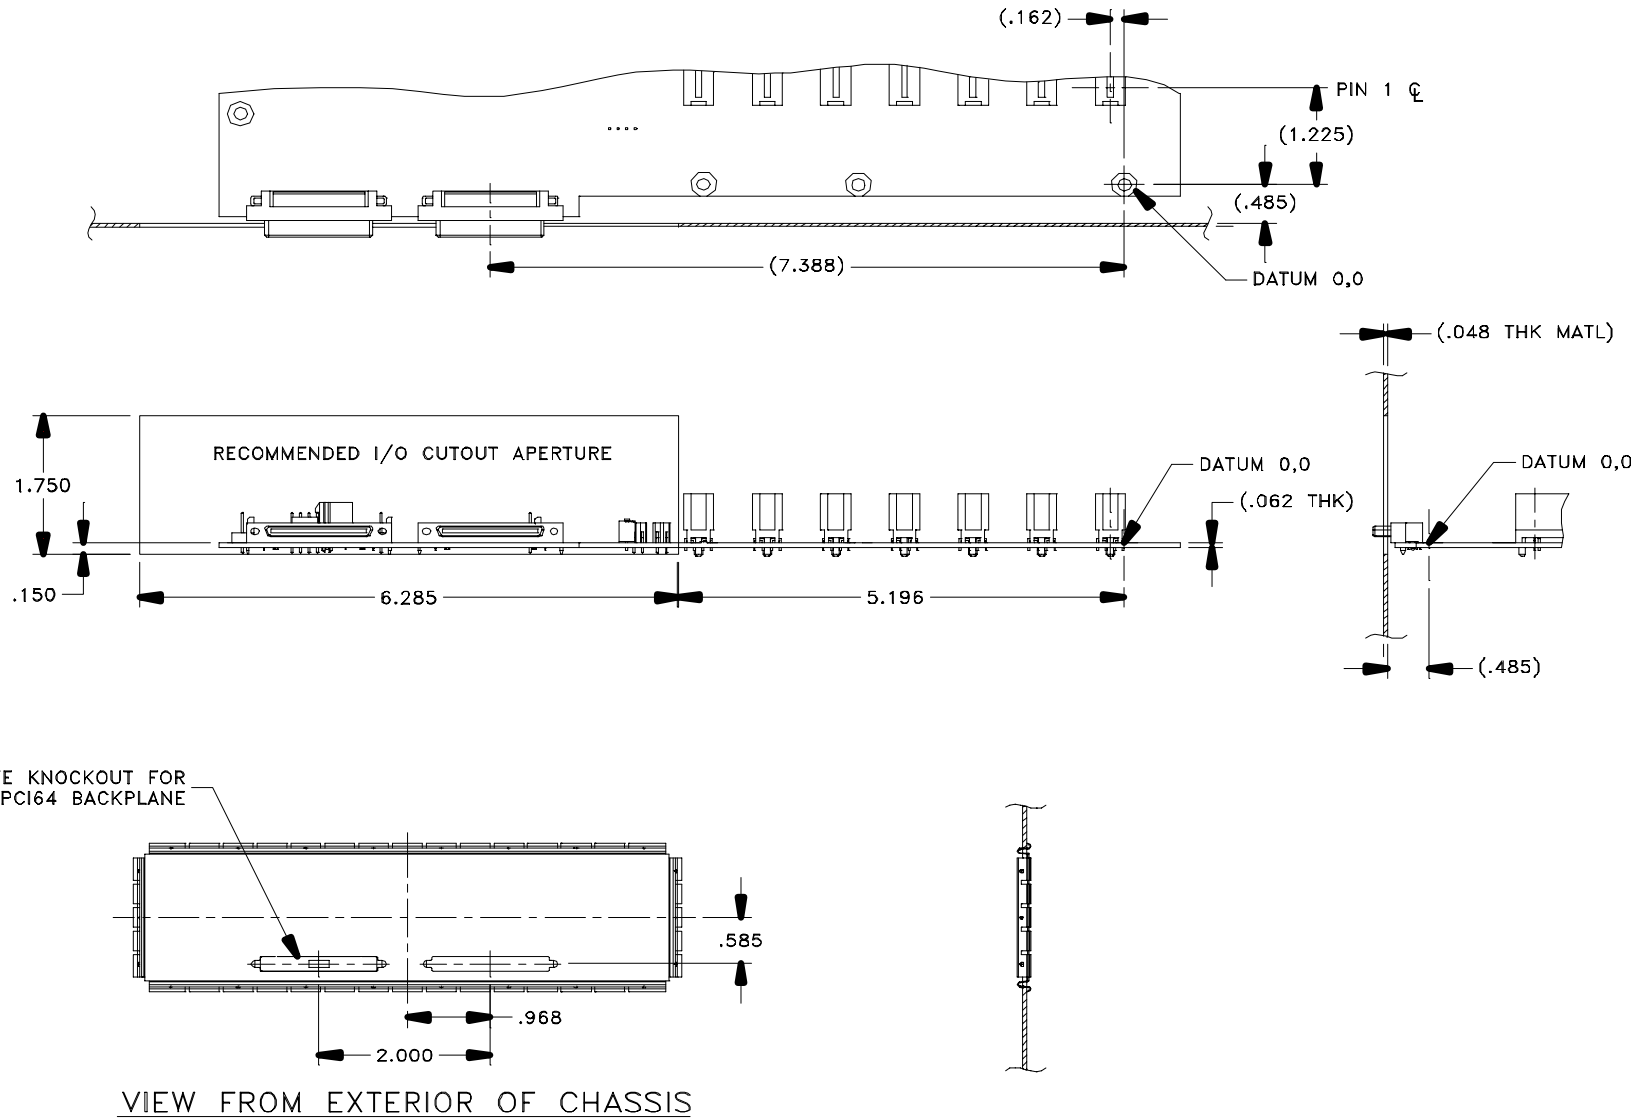 (.162)
PIN 1 ℄
(1.225)
(.485)
(7.388)
DATUM 0,0
(.048 THK MATL)
RECOMMENDED I/O CUTOUT APERTURE
1.750
DATUM 0,0
DATUM 0,0
(.062 THK)
.150
6.285
5.196
(.485)
KNOCKOUT FOR
PCI64 BACKPLANE
.585
.968
2.000
VIEW FROM EXTERIOR OF CHASSIS